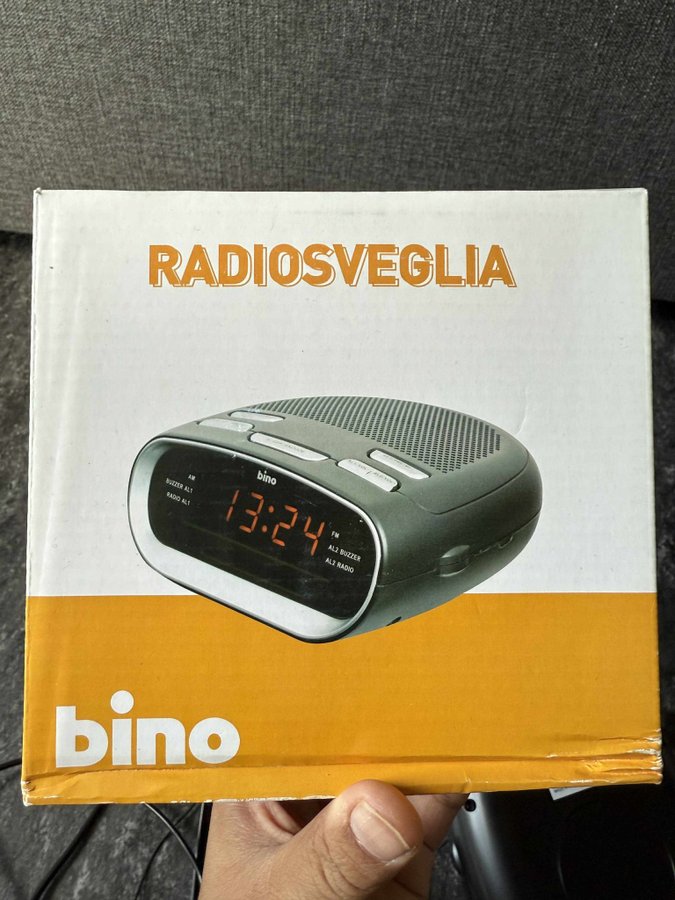 RADIOSVEGLIA
bino
AM
BUZZER AL1
RADIO AL1
13:24
FM
AL2 BUZZER
AL2 RADIO
bino